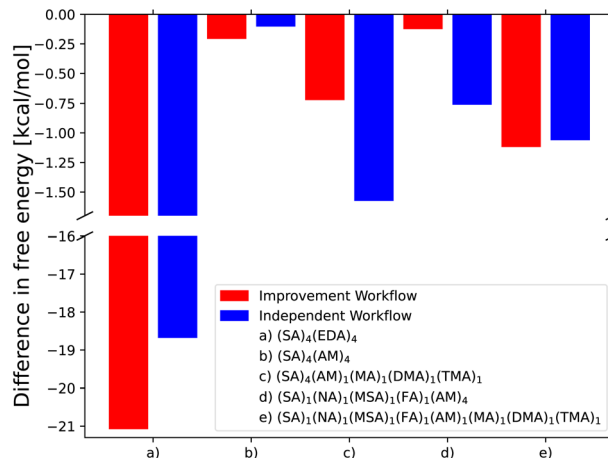 0.00
−0.25
−0.50
−0.75
−1.00
−1.25
−1.50
−16
−17
−18
−19
−20
−21
Difference in free energy [kcal/mol]
Improvement Workflow
Independent Workflow
a) (SA)₄(EDA)₄
b) (SA)₄(AM)₄
c) (SA)₄(AM)₁(MA)₁(DMA)₁(TMA)₁
d) (SA)₁(NA)₁(MSA)₁(FA)₁(AM)₄
e) (SA)₁(NA)₁(MSA)₁(FA)₁(AM)₁(MA)₁(DMA)₁(TMA)₁
a) b) c) d) e)